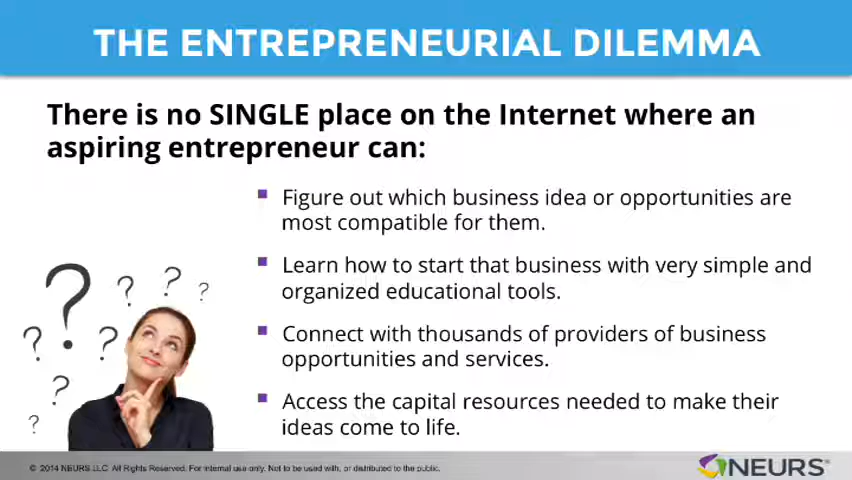 THE ENTREPRENEURIAL DILEMMA
There is no SINGLE place on the Internet where an
aspiring entrepreneur can:
Figure out which business idea or opportunities are
most compatible for them.
Learn how to start that business with very simple and
organized educational tools.
Connect with thousands of providers of business
opportunities and services.
Access the capital resources needed to make their
ideas come to life.
? ? ? ? ? ? ? ?
© 2014 NEURS LLC. All Rights Reserved. For internal use only. Not to be used with, or distributed to the public.
NEURS